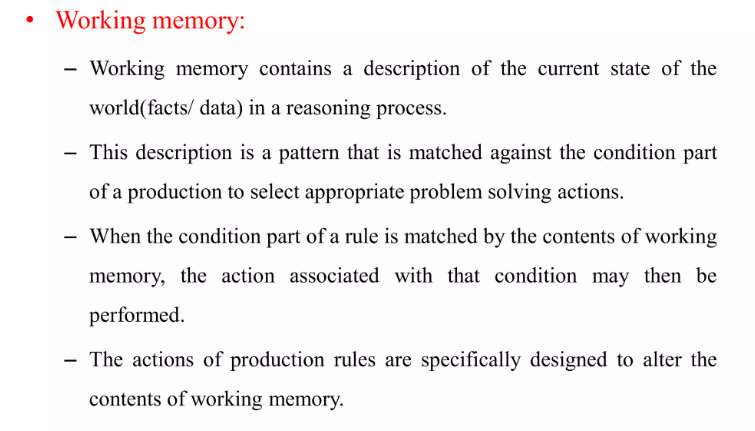 • Working memory:
– Working memory contains a description of the current state of the
world(facts/ data) in a reasoning process.
– This description is a pattern that is matched against the condition part
of a production to select appropriate problem solving actions.
– When the condition part of a rule is matched by the contents of working
memory, the action associated with that condition may then be
performed.
– The actions of production rules are specifically designed to alter the
contents of working memory.